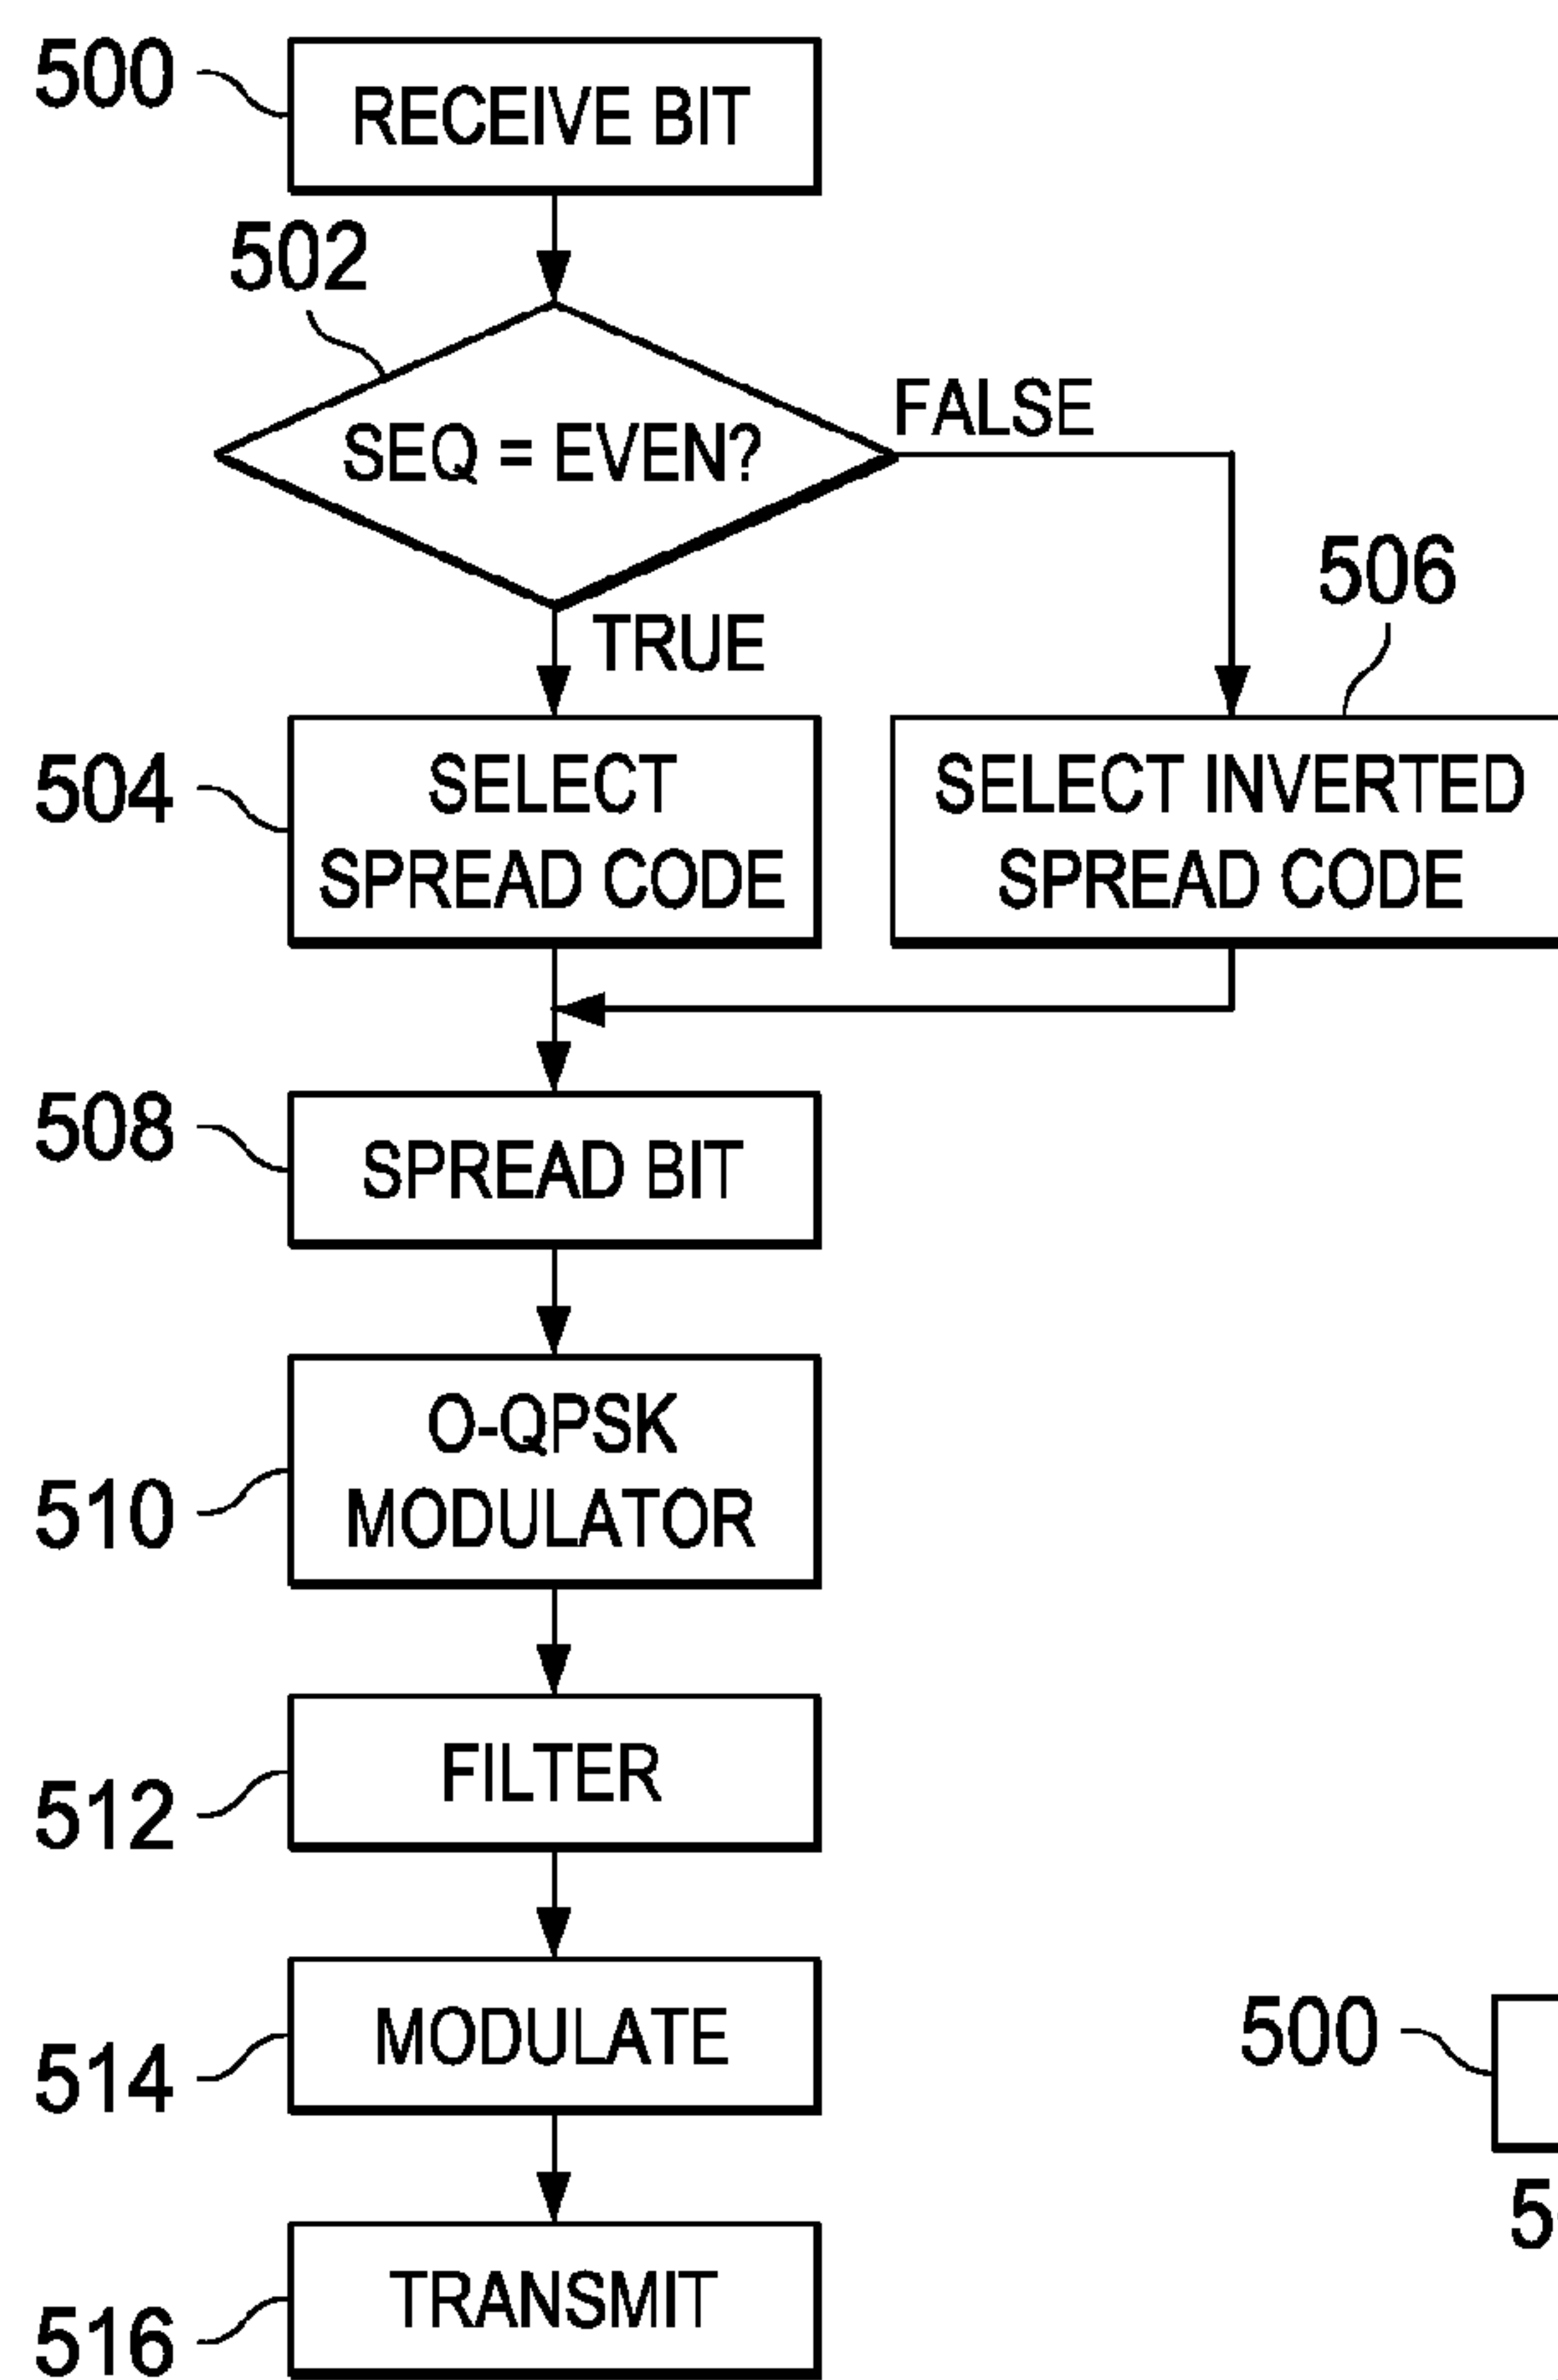 500
RECEIVE BIT
502
SEQ = EVEN?
FALSE
TRUE
506
504
SELECT
SPREAD CODE
SELECT INVERTED
SPREAD CODE
508
SPREAD BIT
510
O-QPSK
MODULATOR
512
FILTER
514
MODULATE
500
516
TRANSMIT